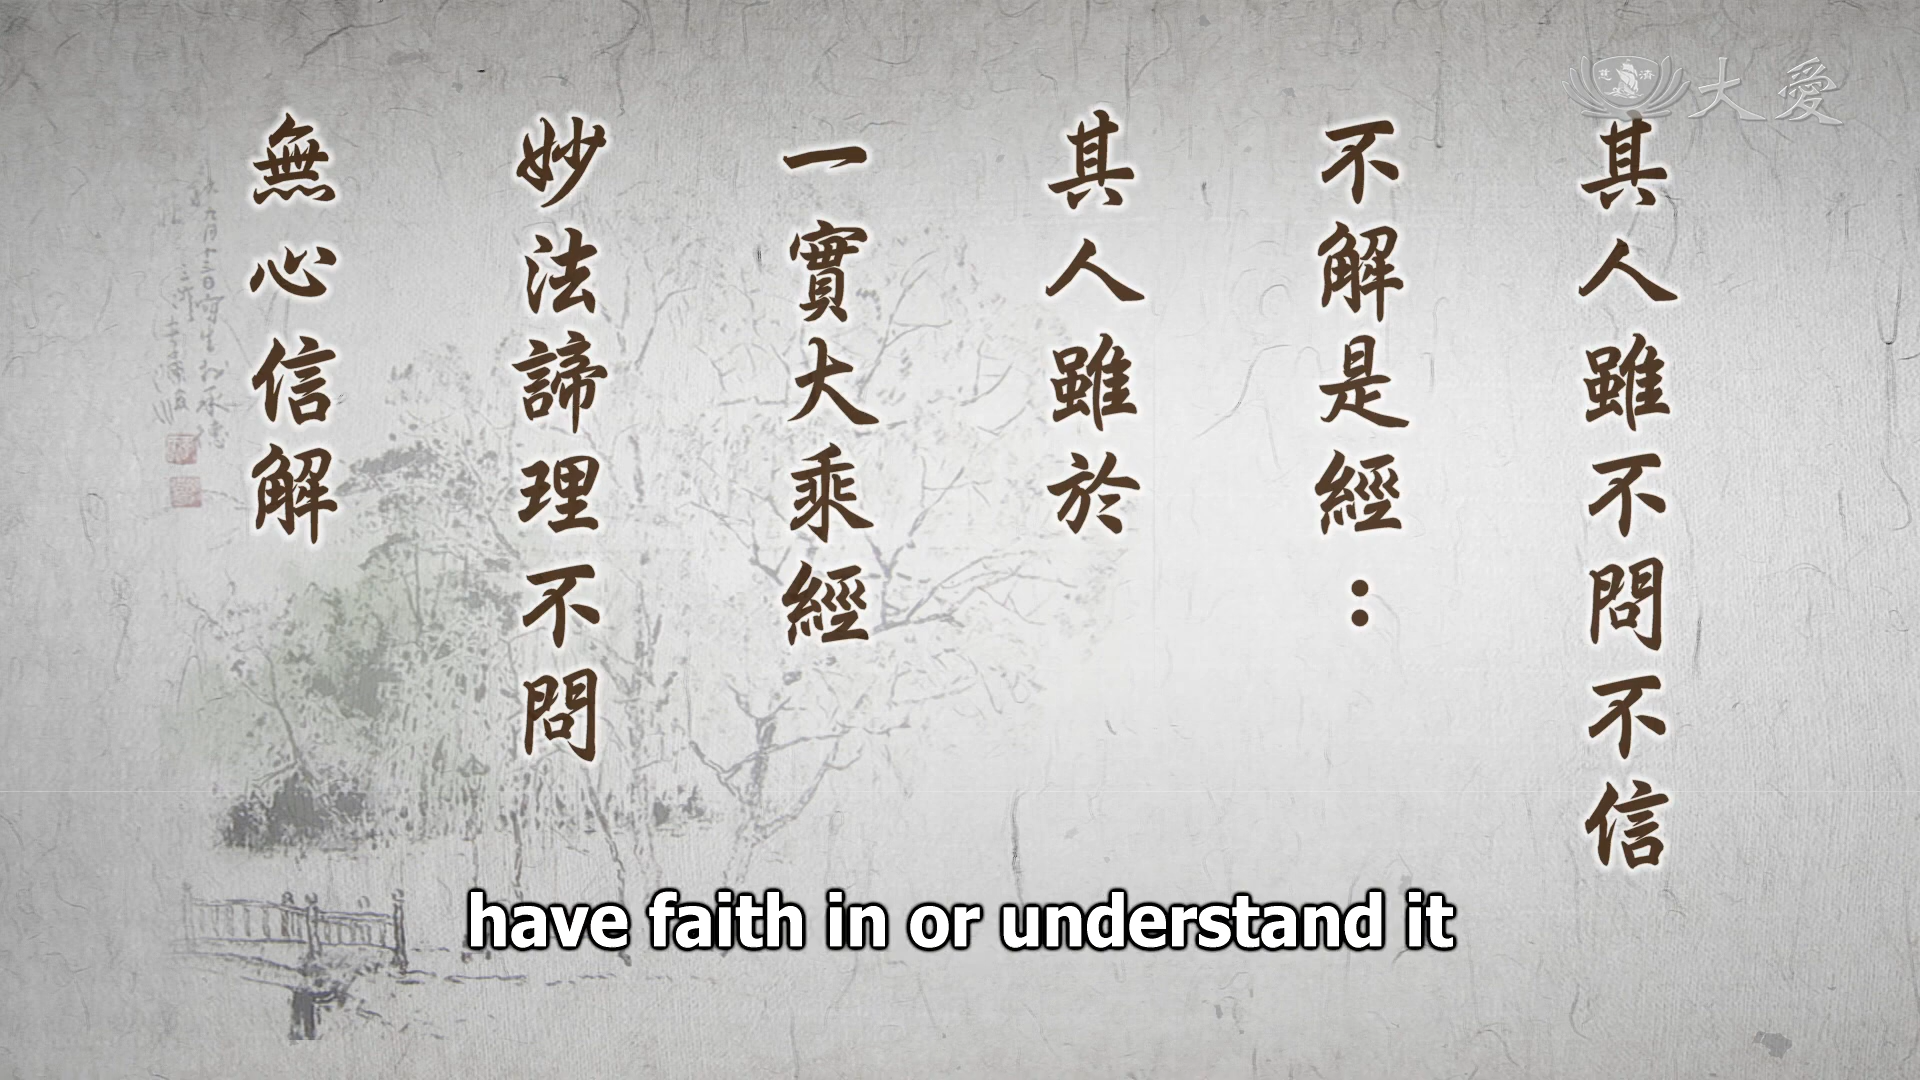 大愛
慈濟
其人雖不問不信
不解是經：
其人雖於
一實大乘經
妙法諦理不問
無心信解
have faith in or understand it